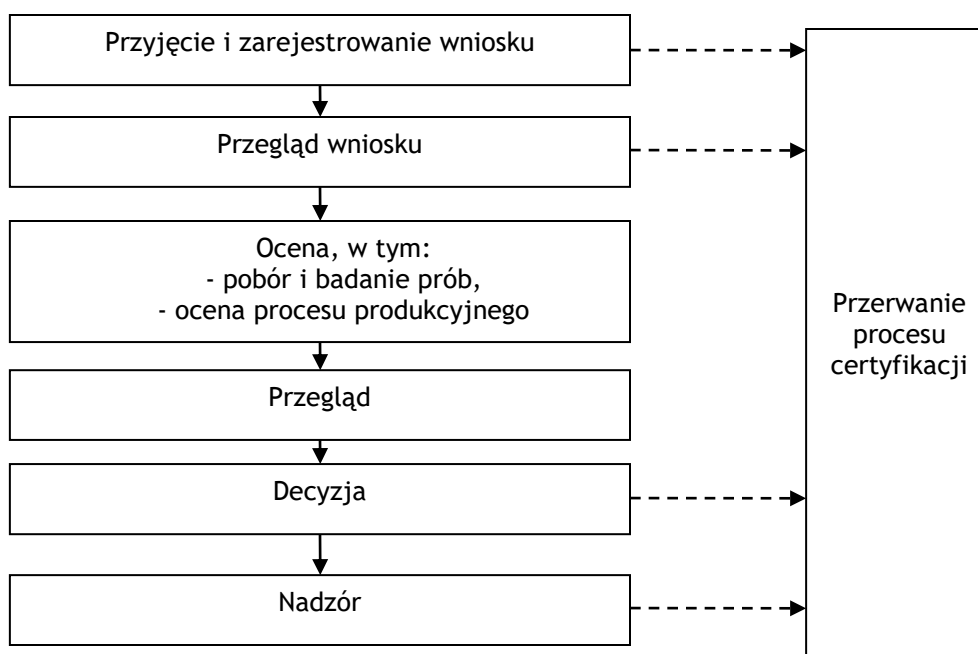 Przyjęcie i zarejestrowanie wniosku
Przegląd wniosku
Ocena, w tym:
- pobór i badanie prób,
- ocena procesu produkcyjnego
Przegląd
Decyzja
Nadzór
Przerwanie
procesu
certyfikacji